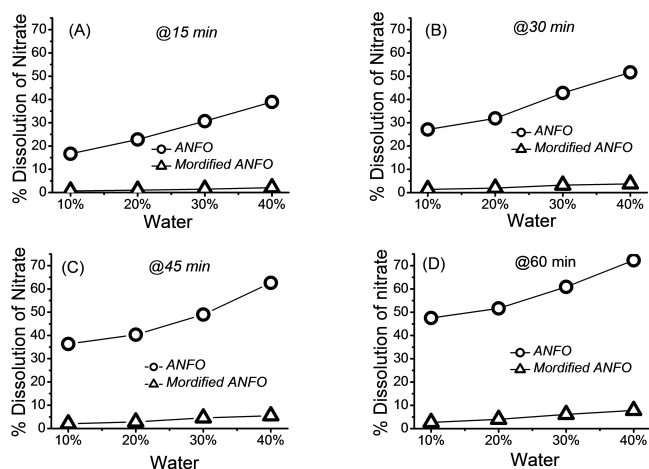 (A)
@15 min
% Dissolution of Nitrate
70
60
50
40
30
20
10
0
ANFO
Mordified ANFO
10% 20% 30% 40%
Water
(B)
@30 min
% Dissolution of Nitrate
70
60
50
40
30
20
10
0
ANFO
Mordified ANFO
10% 20% 30% 40%
Water
(C)
@45 min
% Dissolution of Nitrate
70
60
50
40
30
20
10
0
ANFO
Mordified ANFO
10% 20% 30% 40%
Water
(D)
@60 min
% Dissolution of nitrate
70
60
50
40
30
20
10
0
ANFO
Mordified ANFO
10% 20% 30% 40%
Water